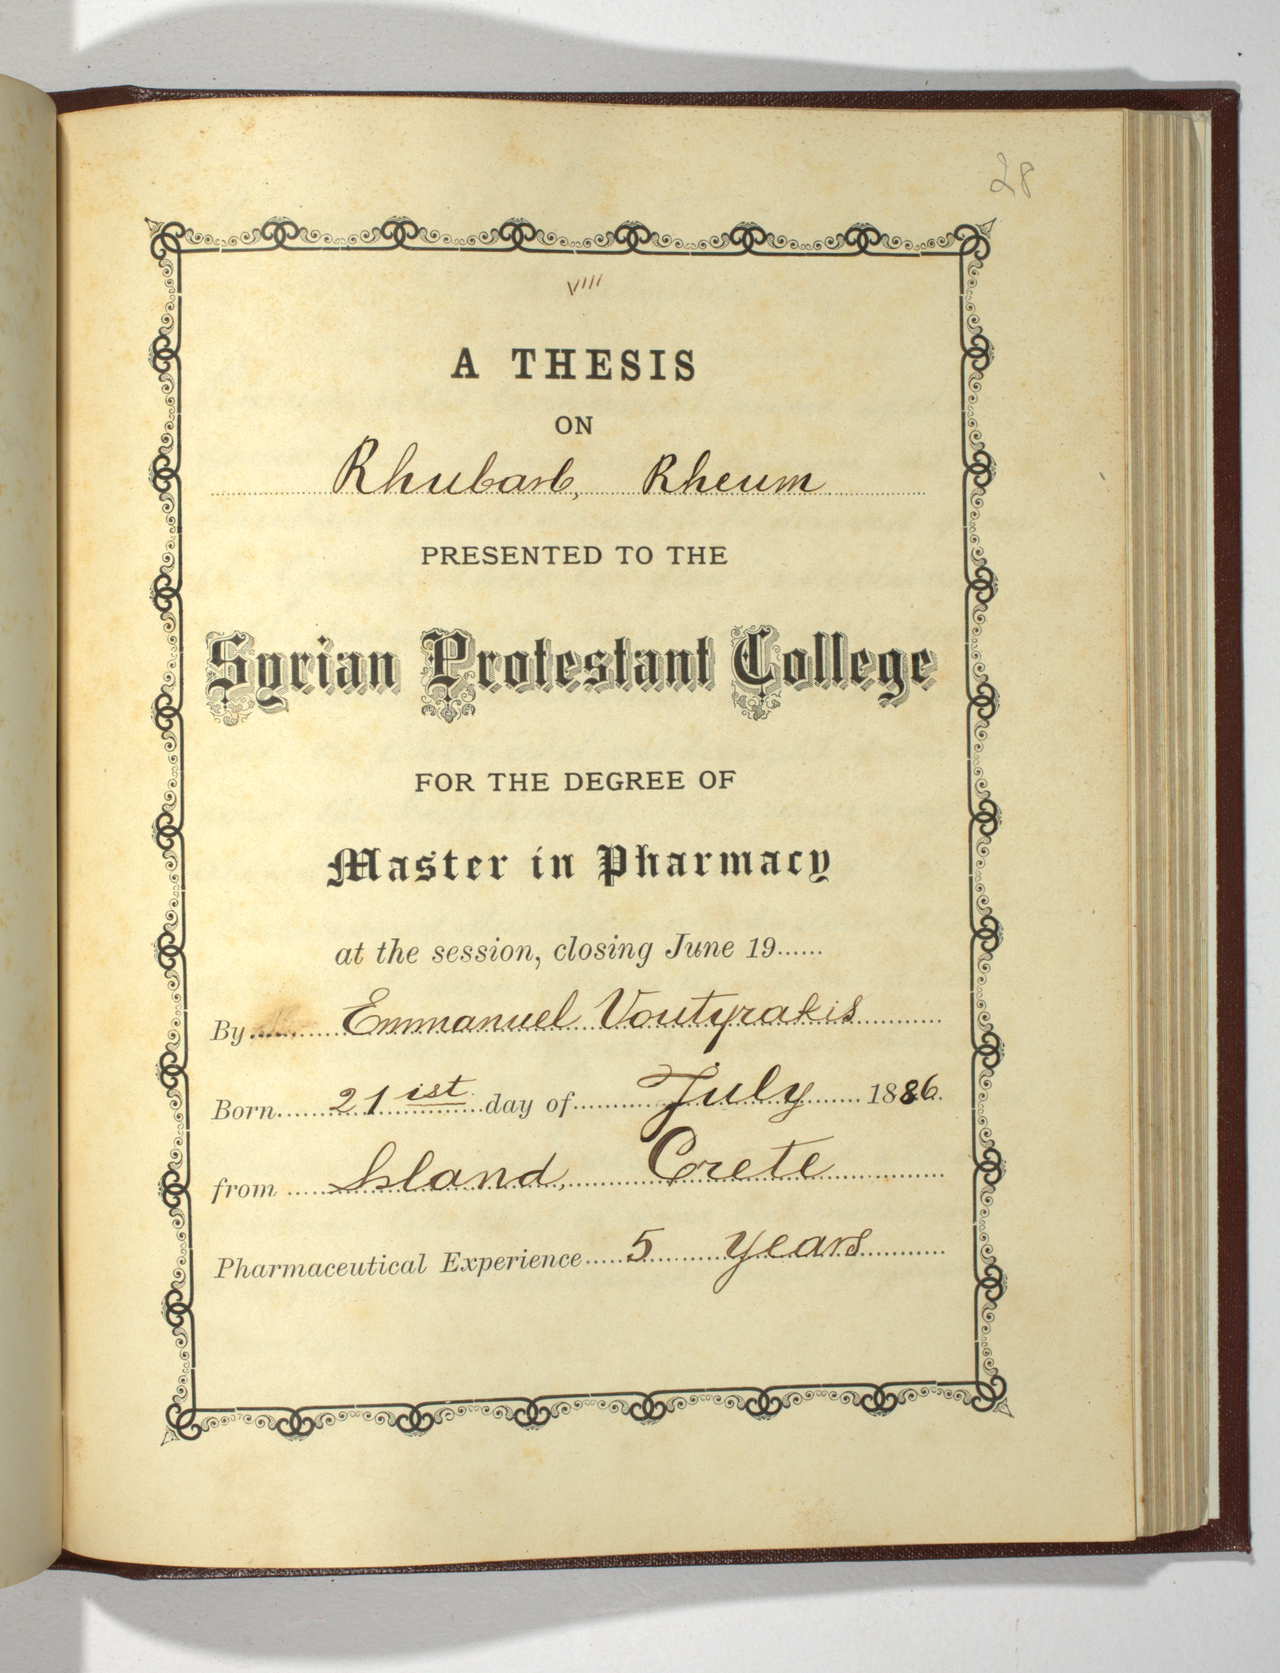 28
VIII
A THESIS
ON
Rhubarb, Rheum
PRESENTED TO THE
Syrian Protestant College
FOR THE DEGREE OF
Master in Pharmacy
at the session, closing June 19......
By Emmanuel Voutyrakis
Born 21ist day of July 1886.
from Island, Crete
Pharmaceutical Experience 5 years